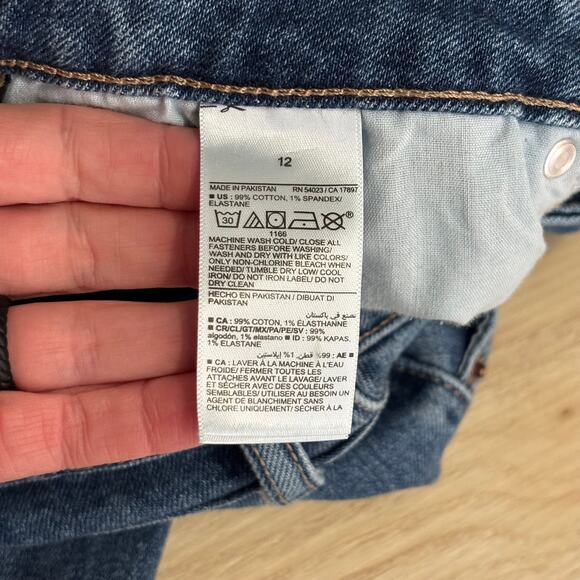 12
MADE IN PAKISTAN RN 54023 / CA 17897
■ US : 99% COTTON, 1% SPANDEX/
ELASTANE
30 ®
1166
MACHINE WASH COLD/ CLOSE ALL
FASTENERS BEFORE WASHING/
WASH AND DRY WITH LIKE COLORS/
ONLY NON-CHLORINE BLEACH WHEN
NEEDED/ TUMBLE DRY LOW/ COOL
IRON/ DO NOT IRON LABEL/ DO NOT
DRY CLEAN
HECHO EN PAKISTAN / DIBUAT DI
PAKISTAN
صنع في باكستان
■ CA : 99% COTON, 1% ÉLASTHANNE
■ CR/CL/GT/MX/PA/PE/SV : 99%
algodón, 1% elastano ■ ID : 99% KAPAS,
1% ELASTANE
■ AE : 99% قطن, 1% إيلاستين
■ CA : LAVER À LA MACHINE À L'EAU
FROIDE/ FERMER TOUTES LES
ATTACHES AVANT LE LAVAGE/ LAVER
ET SÉCHER AVEC DES COULEURS
SEMBLABLES/ UTILISER AU BESOIN UN
AGENT DE BLANCHIMENT SANS
CHLORE UNIQUEMENT/ SÉCHER À LA